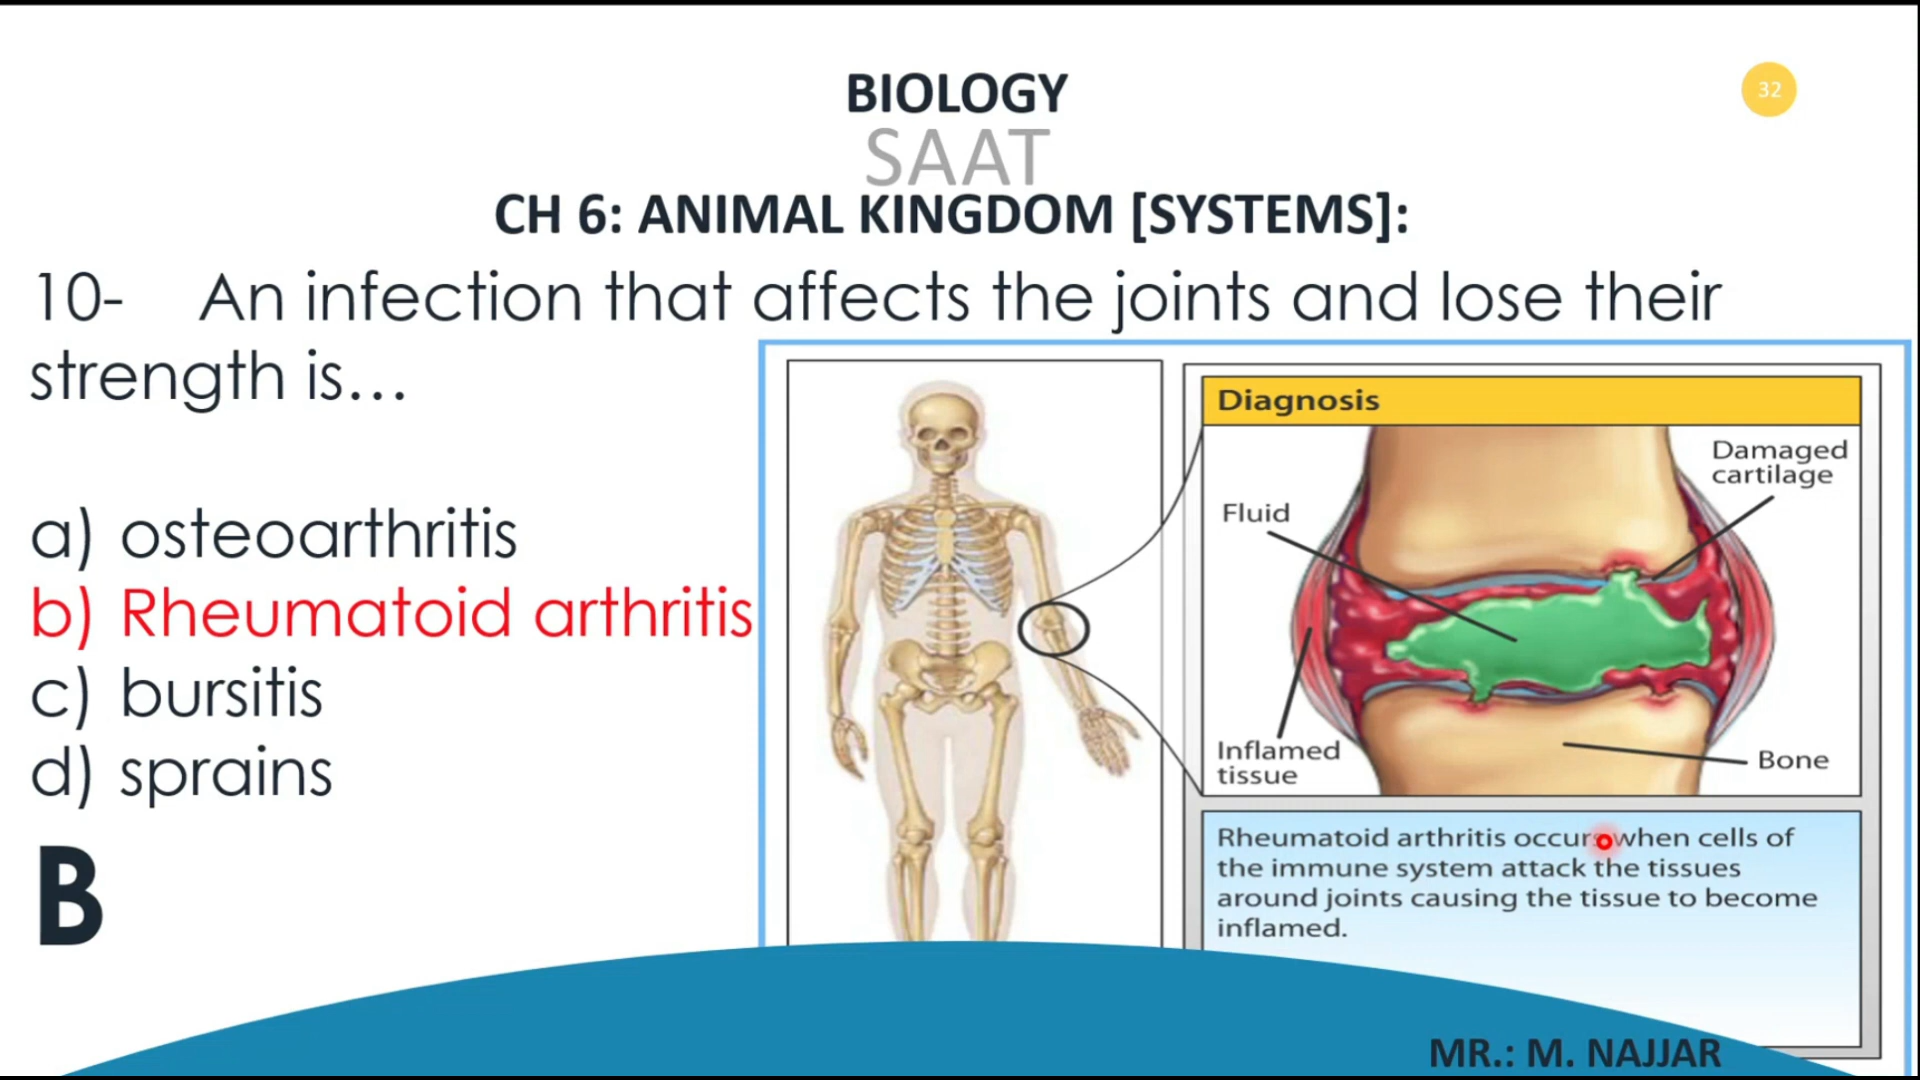 32
BIOLOGY
SAAT
CH 6: ANIMAL KINGDOM [SYSTEMS]:
10- An infection that affects the joints and lose their
strength is...
a) osteoarthritis
b) Rheumatoid arthritis
c) bursitis
d) sprains
B
Diagnosis
Damaged
cartilage
Fluid
Inflamed
tissue
Bone
Rheumatoid arthritis occurs when cells of
the immune system attack the tissues
around joints causing the tissue to become
inflamed.
MR.: M. NAJJAR